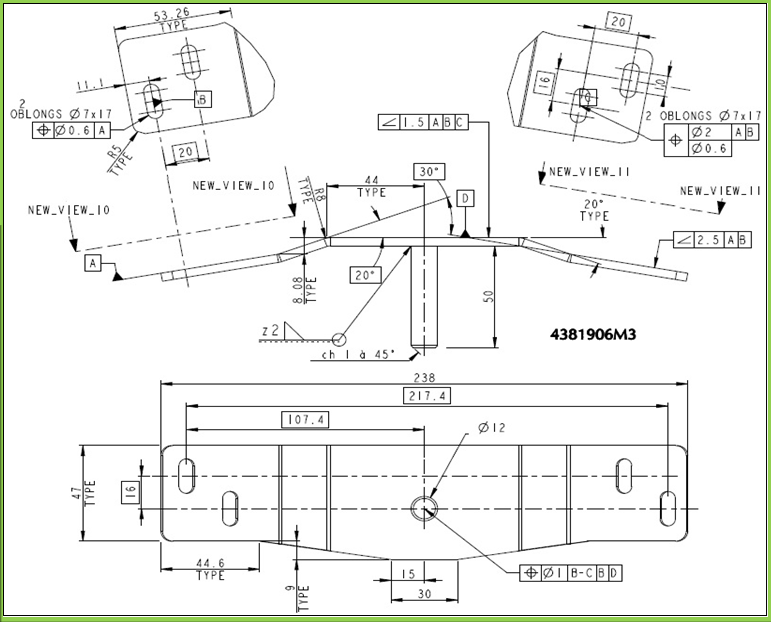 53.26
TYPE
20
11.1
B
2
OBLONGS Ø7x17
⌖ Ø0.6 A
R5
TYPE
20
16
C
10
2 OBLONGS Ø7x17
⌖ Ø2 A B
Ø0.6
∠ 1.5 A B C
44
TYPE
30°
D
R8
TYPE
NEW_VIEW_10
NEW_VIEW_10
NEW_VIEW_11
NEW_VIEW_11
20°
TYPE
∠ 2.5 A B
A
8.08
TYPE
20°
50
z 2
ch 1 à 45°
4381906M3
238
217.4
107.4
Ø12
47
TYPE
16
44.6
TYPE
9
TYPE
15
30
⌖ Ø1 B-C B D